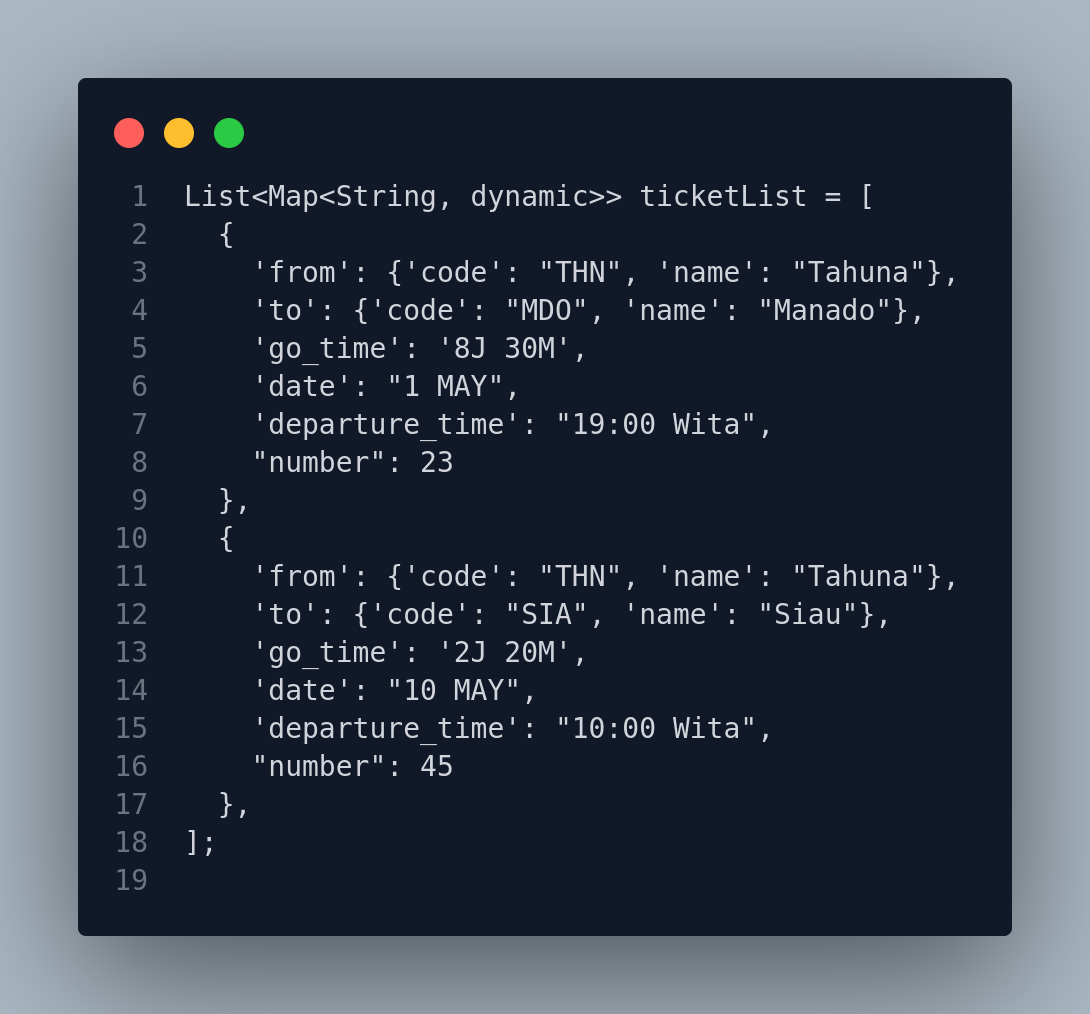 1 List<Map<String, dynamic>> ticketList = [
2   {
3     'from': {'code': "THN", 'name': "Tahuna"},
4     'to': {'code': "MDO", 'name': "Manado"},
5     'go_time': '8J 30M',
6     'date': "1 MAY",
7     'departure_time': "19:00 Wita",
8     "number": 23
9   },
10   {
11     'from': {'code': "THN", 'name': "Tahuna"},
12     'to': {'code': "SIA", 'name': "Siau"},
13     'go_time': '2J 20M',
14     'date': "10 MAY",
15     'departure_time': "10:00 Wita",
16     "number": 45
17   },
18 ];
19